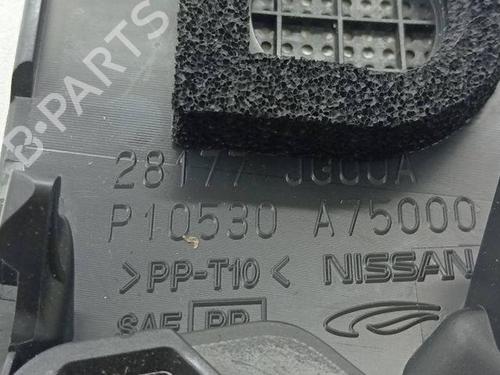 28177 JG00A
P10530 A75000
>PP-T10< NISSAN
SAE PP
B-PARTS